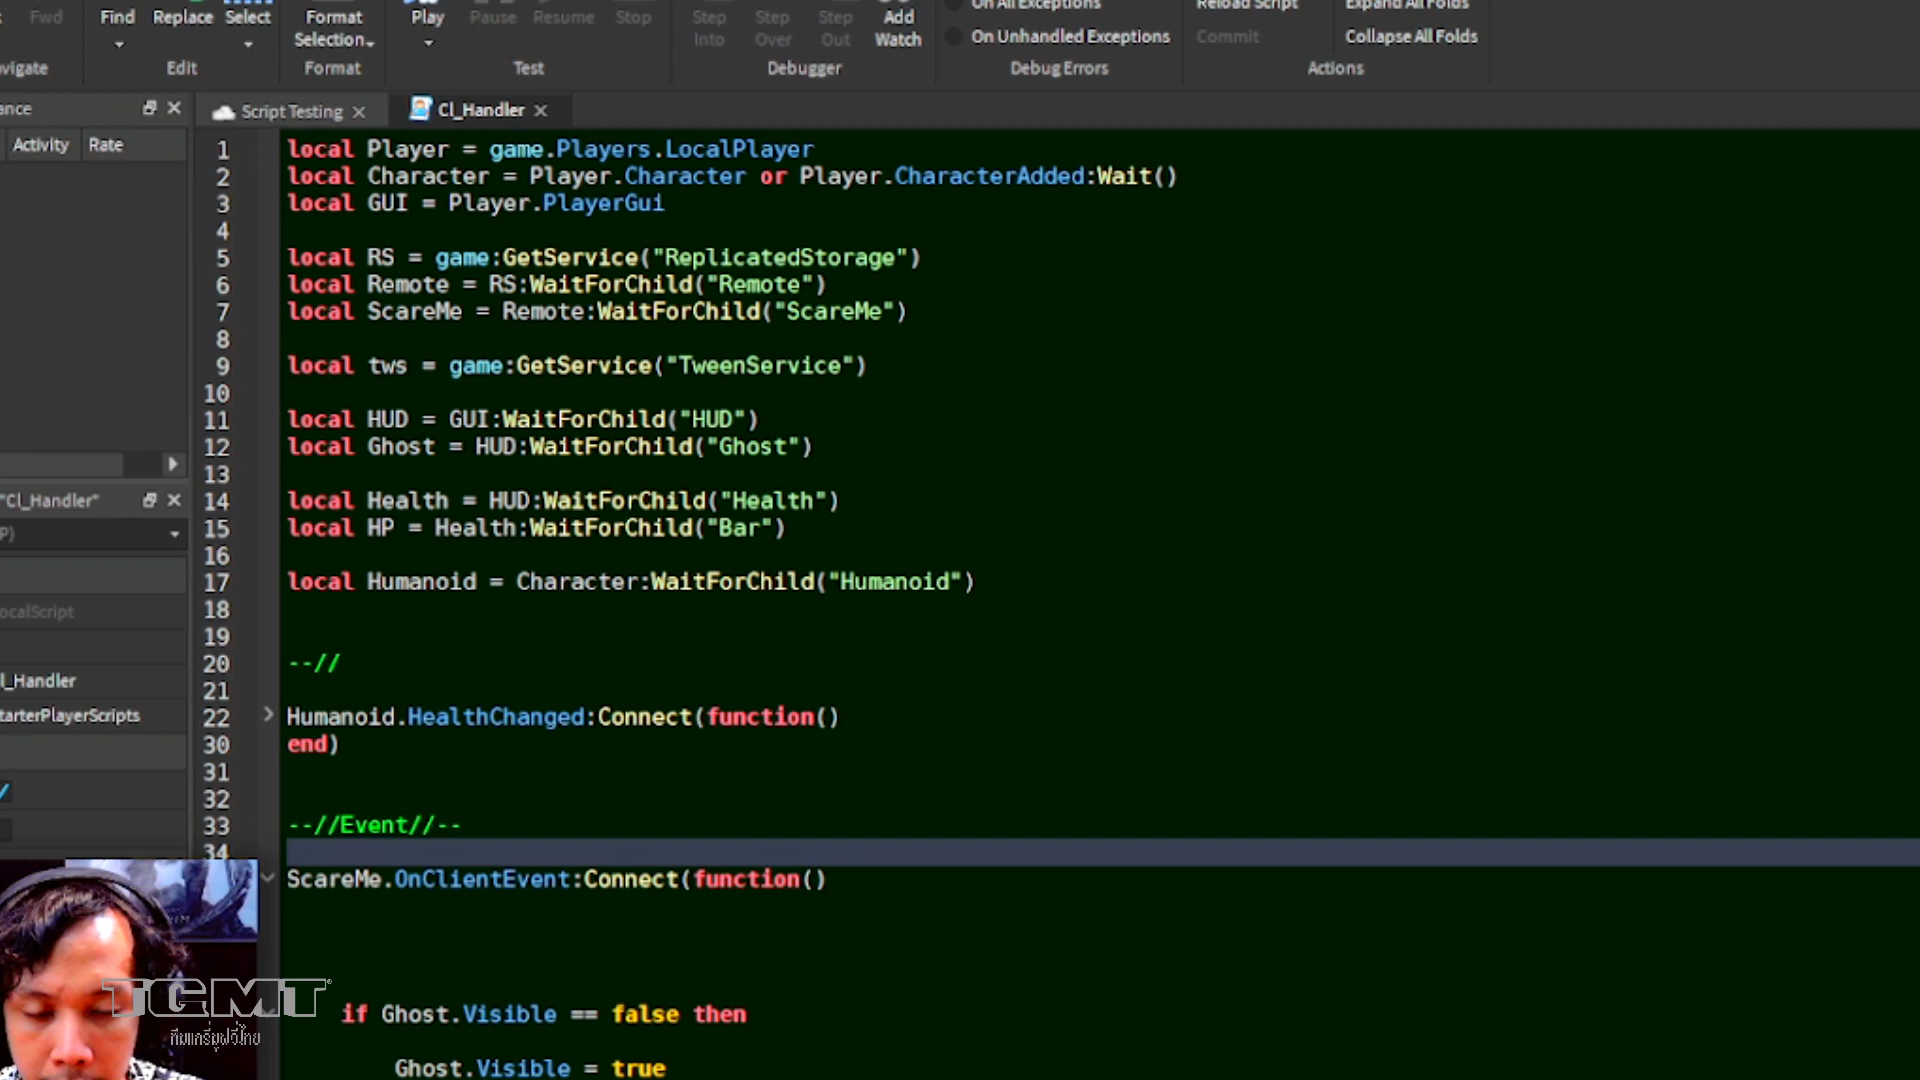 Fwd
Find Replace Select
Format Selection
Play Pause Resume Stop
Step Into
Step Over
Step Out
Add Watch
On All Exceptions
On Unhandled Exceptions
Reload Script
Commit
Expand All Folds
Collapse All Folds
vigate Edit Format Test Debugger Debug Errors Actions
ance
Script Testing
Cl_Handler
Activity Rate
1 local Player = game.Players.LocalPlayer
2 local Character = Player.Character or Player.CharacterAdded:Wait()
3 local GUI = Player.PlayerGui
4
5 local RS = game:GetService("ReplicatedStorage")
6 local Remote = RS:WaitForChild("Remote")
7 local ScareMe = Remote:WaitForChild("ScareMe")
8
9 local tws = game:GetService("TweenService")
10
11 local HUD = GUI:WaitForChild("HUD")
12 local Ghost = HUD:WaitForChild("Ghost")
13
14 local Health = HUD:WaitForChild("Health")
15 local HP = Health:WaitForChild("Bar")
16
17 local Humanoid = Character:WaitForChild("Humanoid")
18
19
20 --//
21
22 Humanoid.HealthChanged:Connect(function()
30 end)
31
32
33 --//Event//--
34
ScareMe.OnClientEvent:Connect(function()
if Ghost.Visible == false then
Ghost.Visible = true
"Cl_Handler"
P)
ocalScript
l_Handler
tarterPlayerScripts
TGMT